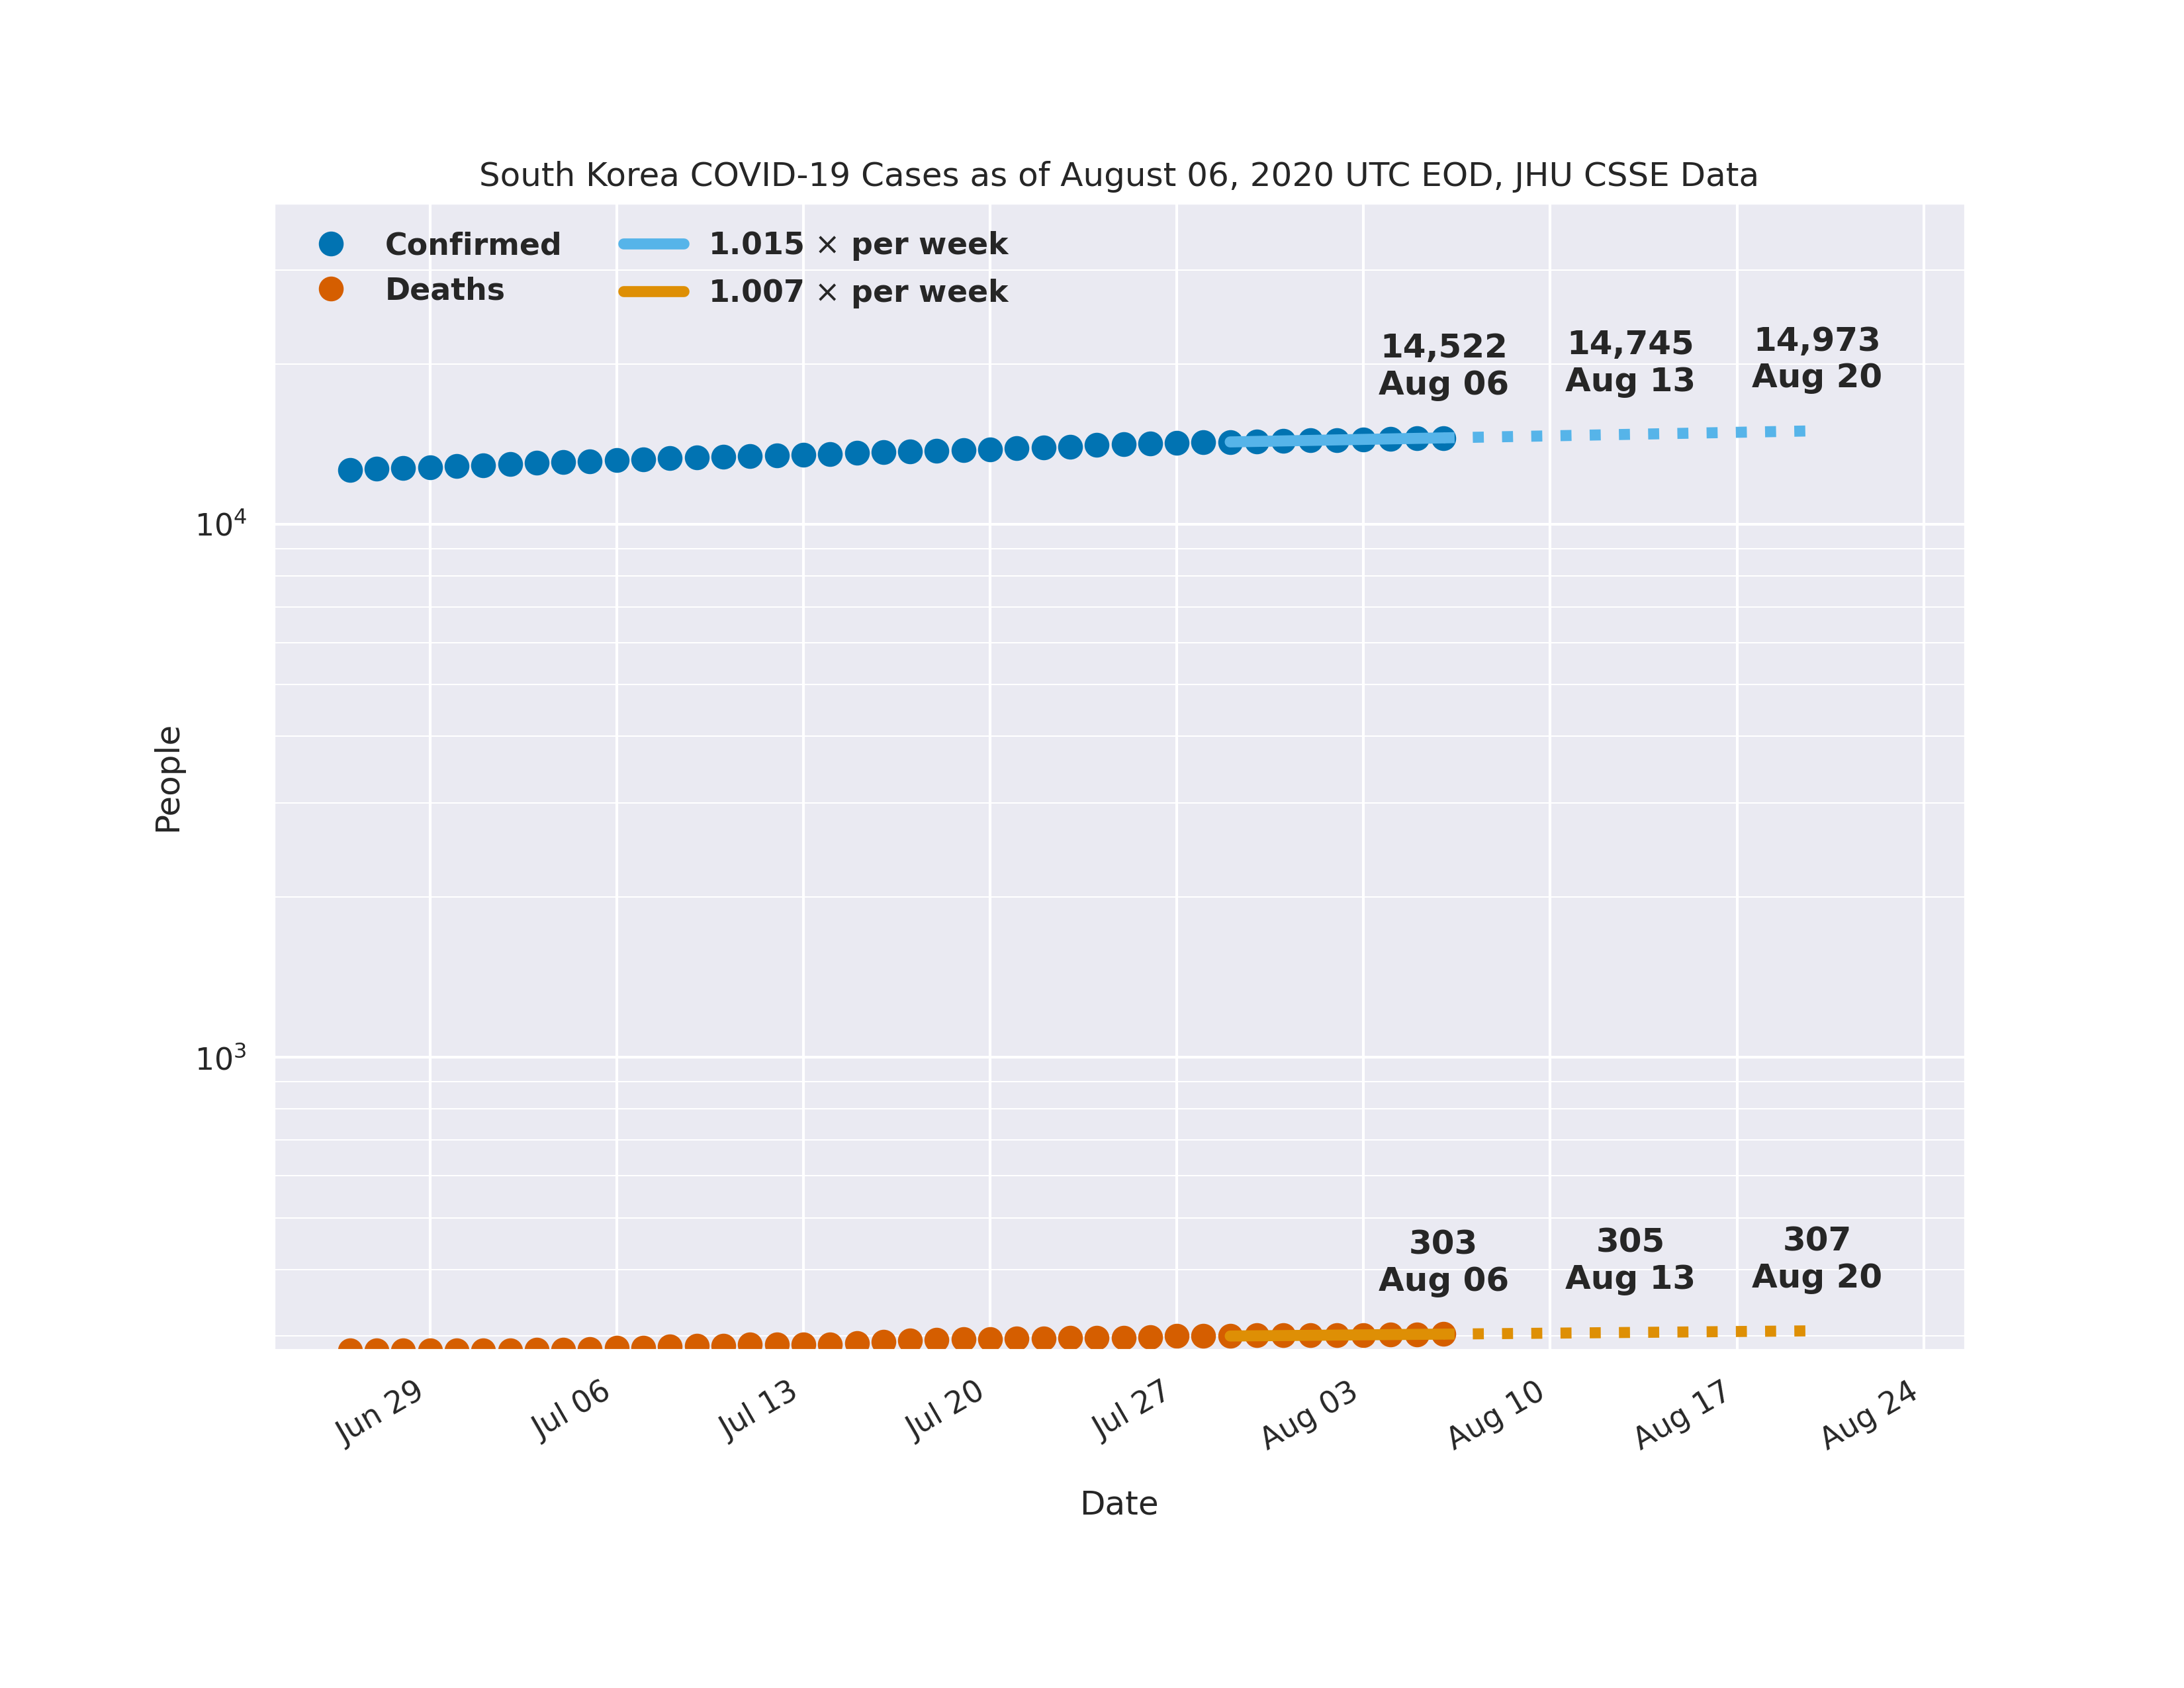 South Korea COVID-19 Cases as of August 06, 2020 UTC EOD, JHU CSSE Data
Confirmed
Deaths
1.015 × per week
1.007 × per week
14,522
Aug 06
14,745
Aug 13
14,973
Aug 20
10⁴
People
10³
303
Aug 06
305
Aug 13
307
Aug 20
Jun 29
Jul 06
Jul 13
Jul 20
Jul 27
Aug 03
Aug 10
Aug 17
Aug 24
Date